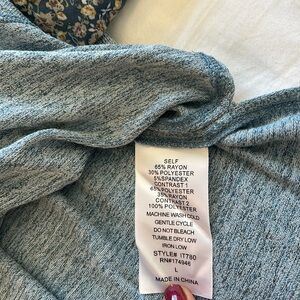 SELF
65% RAYON
30% POLYESTER
5%SPANDEX
CONTRAST 1
65% POLYESTER
35% RAYON
CONTRAST 2
100% POLYESTER
MACHINE WASH COLD
GENTLE CYCLE
DO NOT BLEACH
TUMBLE DRY LOW
IRON LOW
STYLE# IT780
RN#174946
L
MADE IN CHINA